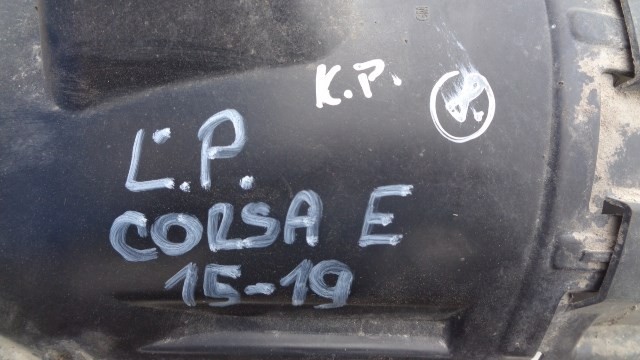 K.P.
L.P.
CORSA E
15-19